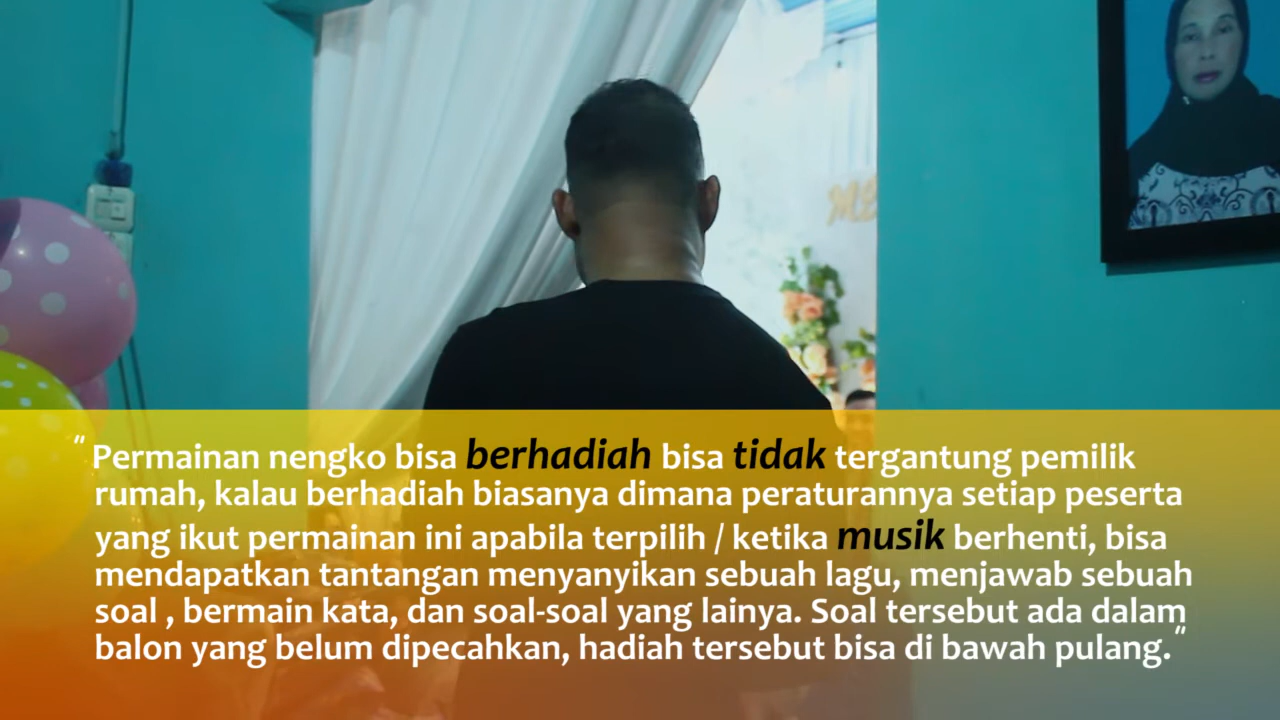 " Permainan nengko bisa berhadiah bisa tidak tergantung pemilik
rumah, kalau berhadiah biasanya dimana peraturannya setiap peserta
yang ikut permainan ini apabila terpilih / ketika musik berhenti, bisa
mendapatkan tantangan menyanyikan sebuah lagu, menjawab sebuah
soal , bermain kata, dan soal-soal yang lainya. Soal tersebut ada dalam
balon yang belum dipecahkan, hadiah tersebut bisa di bawah pulang. "